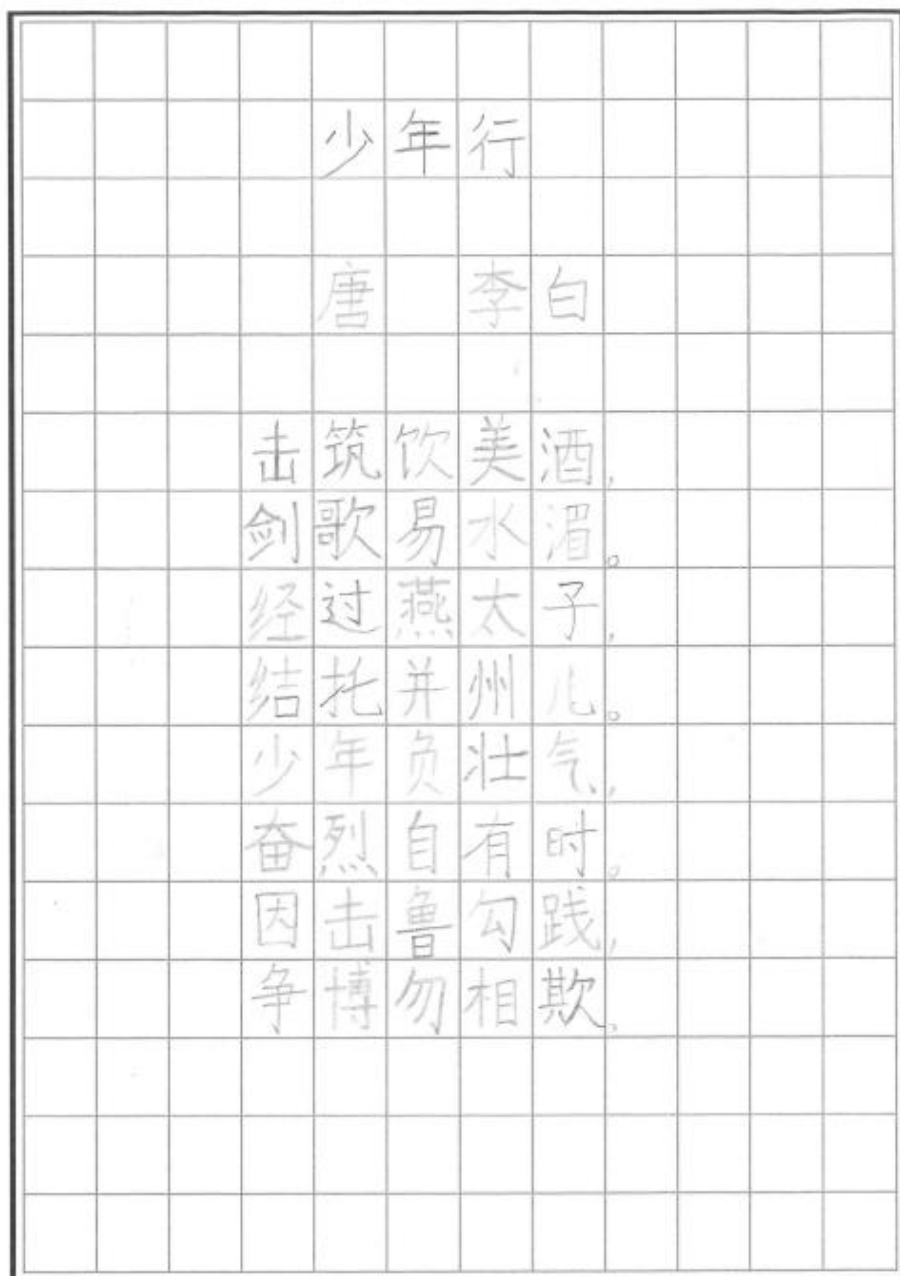 少年行
唐 李白
击筑饮美酒,
剑歌易水湄。
经过燕太子,
结托并州儿。
少年负壮气,
奋烈自有时。
因击鲁勾践,
争博勿相欺。